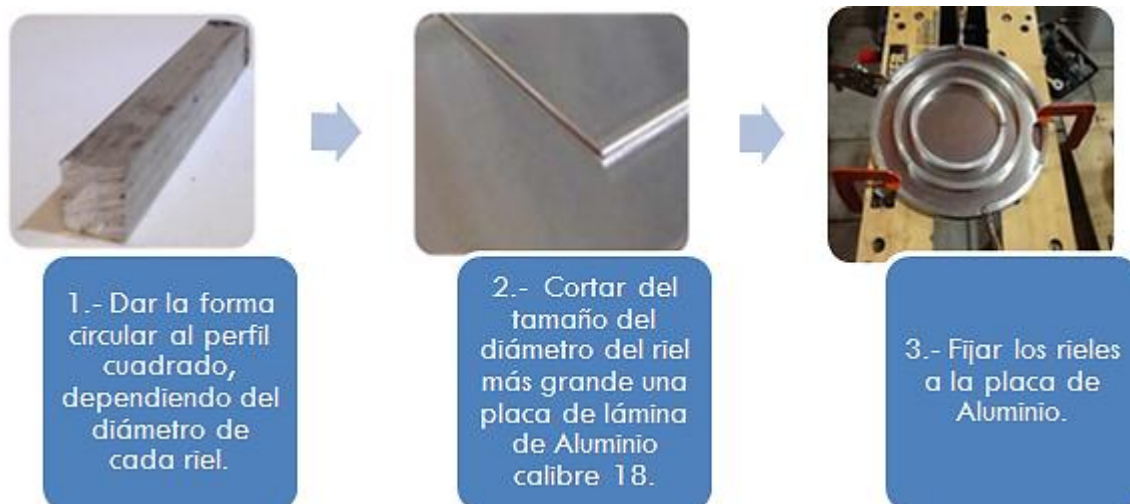 1.- Dar la forma
circular al perfil
cuadrado,
dependiendo del
diámetro de
cada riel.
2.- Cortar del
tamaño del
diámetro del riel
más grande una
placa de lámina
de Aluminio
calibre 18.
3.- Fijar los rieles
a la placa de
Aluminio.